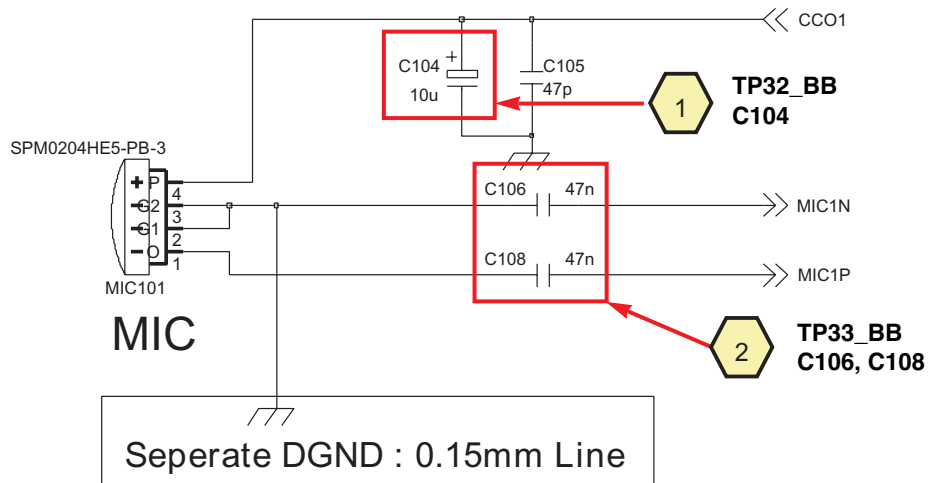 CCO1
+
C104
10u
C105
47p
1
TP32_BB
C104
SPM0204HE5-PB-3
+ P
4
G2
3
G1
2
O
1
MIC101
C106 47n
MIC1N
C108 47n
MIC1P
MIC
2
TP33_BB
C106, C108
Seperate DGND : 0.15mm Line